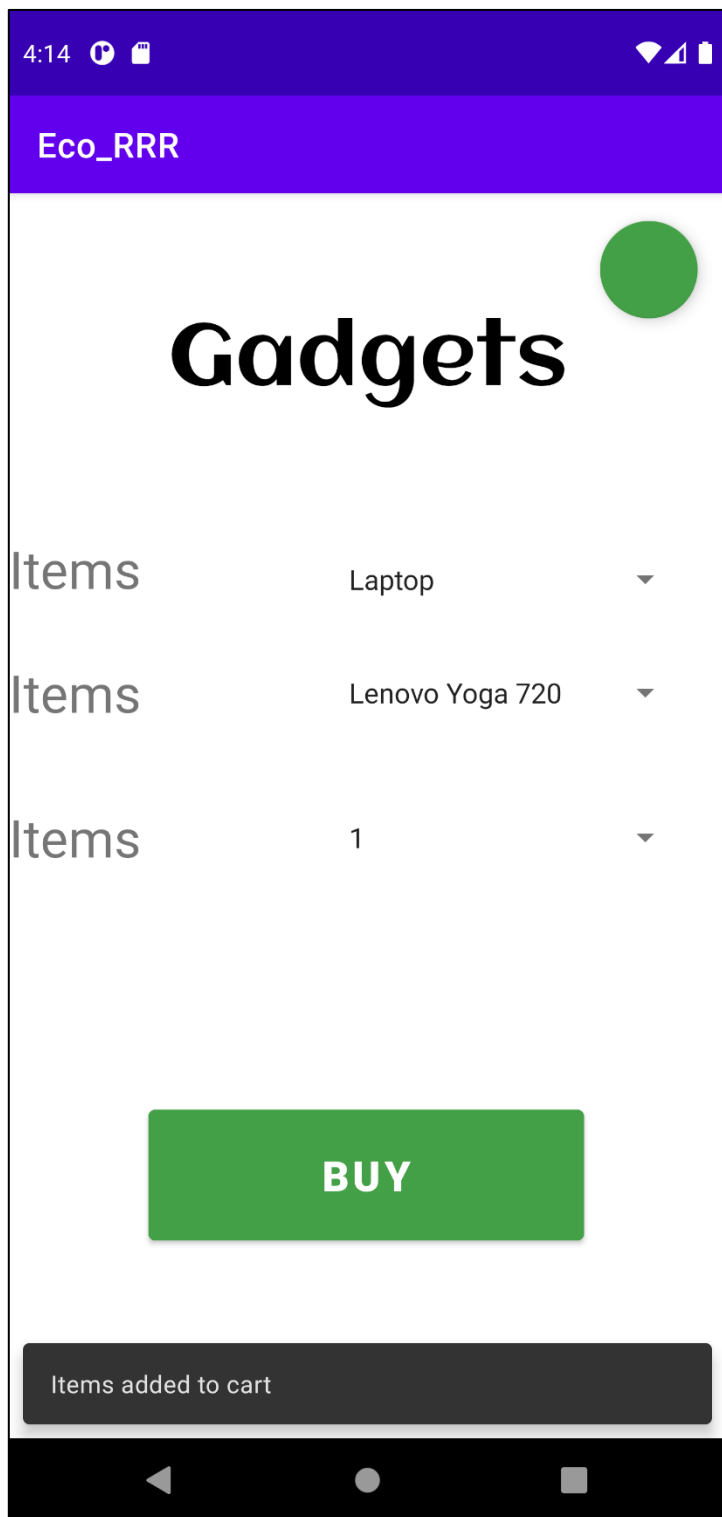 4:14
Eco_RRR
Gadgets
Items Laptop
Items Lenovo Yoga 720
Items 1
BUY
Items added to cart